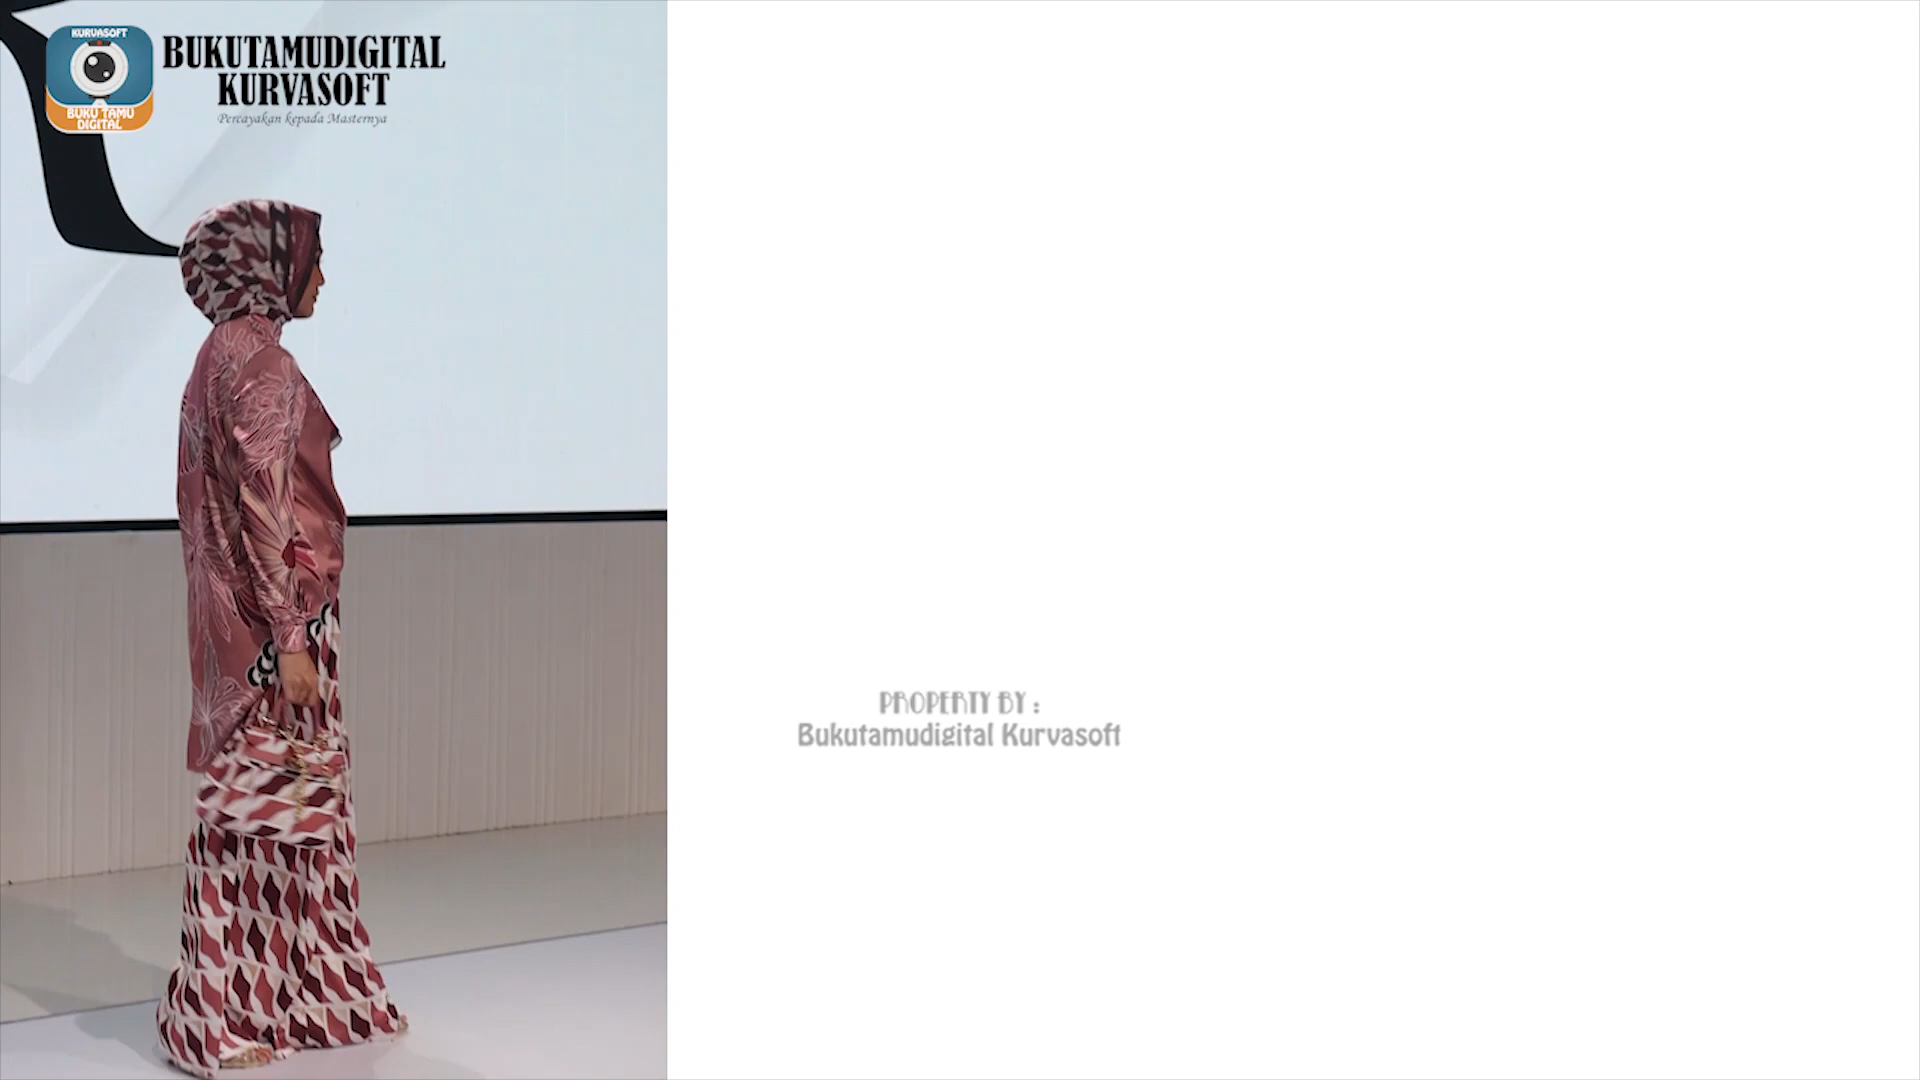 KURVASOFT
BUKU TAMU
DIGITAL
BUKUTAMUDIGITAL
KURVASOFT
Percayakan kepada Masternya
PROPERTY BY :
Bukutamudigital Kurvasoft